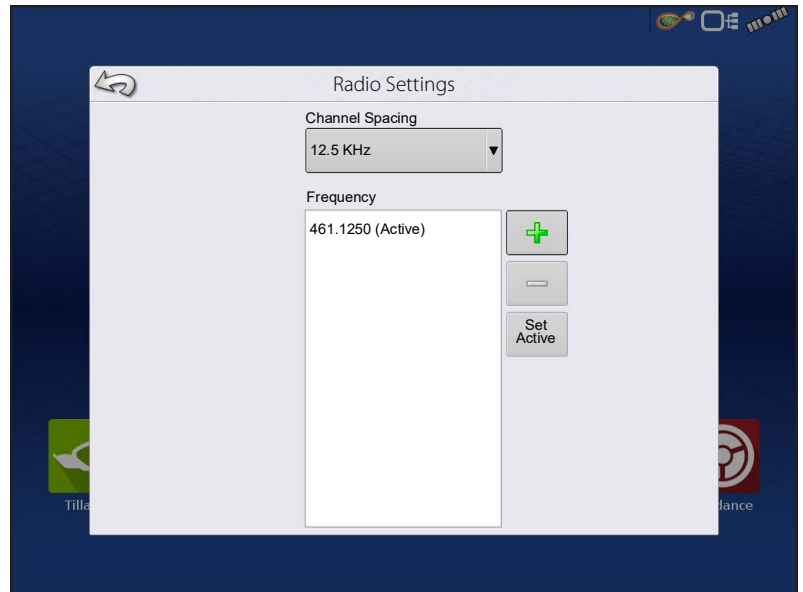 Radio Settings
Channel Spacing
12.5 KHz
Frequency
461.1250 (Active)
Set
Active
Tilla
dance